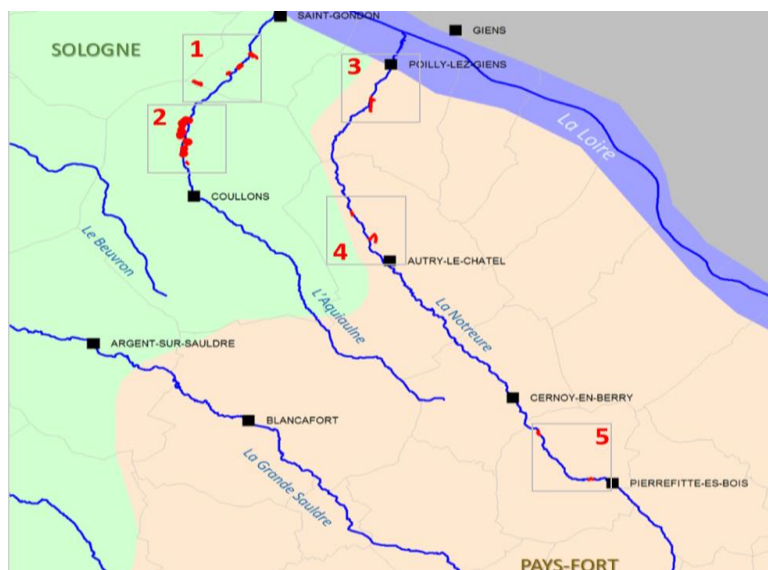 SAINT-GONDON
GIENS
SOLOGNE
1
3
POILLY-LEZ-GIENS
2
La Loire
COULLONS
Le Beuvron
4
AUTRY-LE-CHATEL
L'Aquiaulne
La Notreure
ARGENT-SUR-SAULDRE
CERNOY-EN-BERRY
BLANCAFORT
5
La Grande Sauldre
PIERREFITTE-ES-BOIS
PAYS-FORT